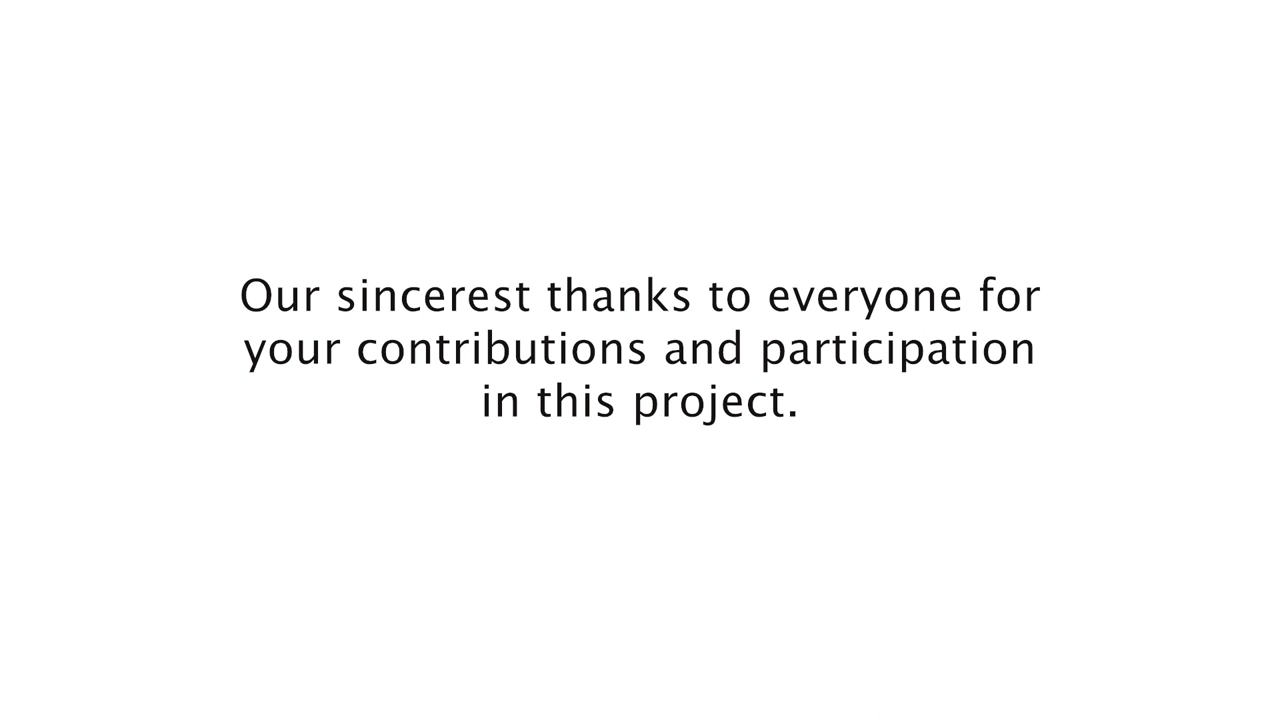 Our sincerest thanks to everyone for
your contributions and participation
in this project.